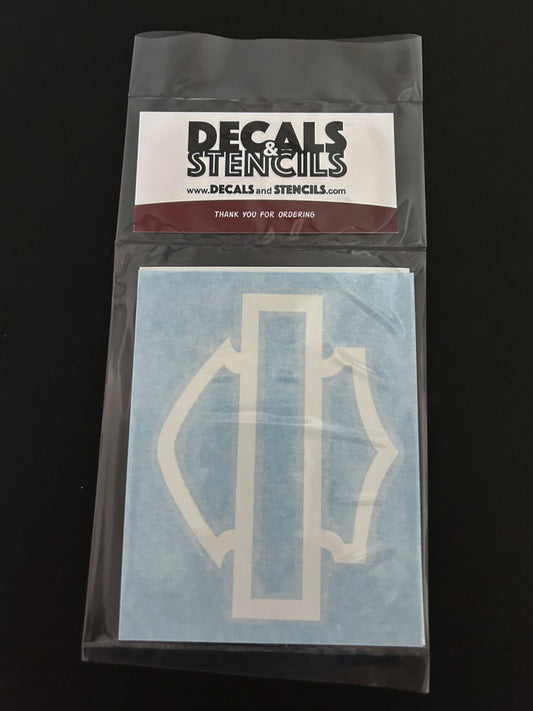 DECALS
&
STENCILS
www.DECALS and STENCILS.com
THANK YOU FOR ORDERING